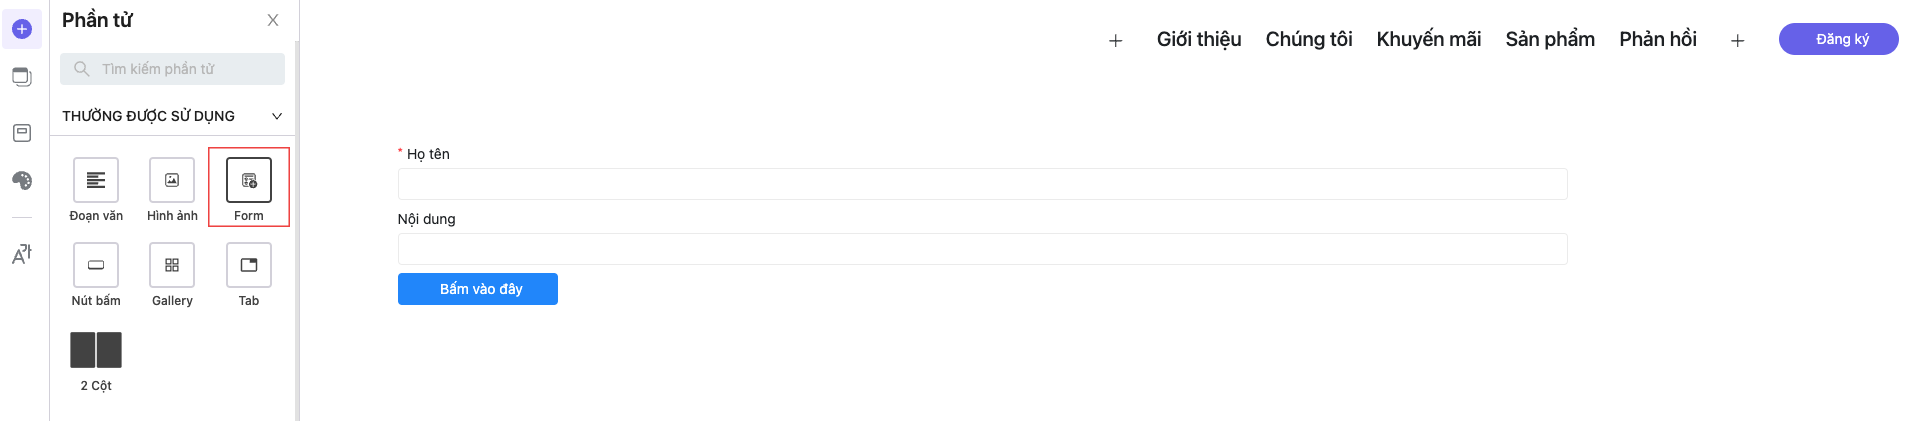 Phần tử
Tìm kiếm phần tử
THƯỜNG ĐƯỢC SỬ DỤNG
Đoạn văn
Hình ảnh
Form
Nút bấm
Gallery
Tab
2 Cột
Giới thiệu Chúng tôi Khuyến mãi Sản phẩm Phản hồi
Đăng ký
* Họ tên
Nội dung
Bấm vào đây